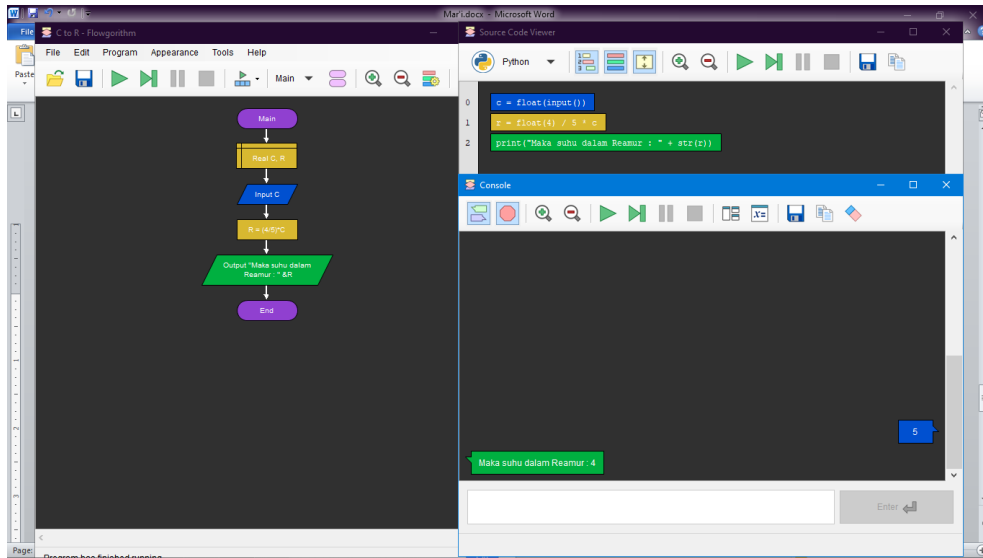 Mari.docx - Microsoft Word
File
Paste
Page:
C to R - Flowgorithm
File Edit Program Appearance Tools Help
Main
Main
Real C, R
Input C
R = (4/5)*C
Output "Maka suhu dalam
Reamur : " &R
End
Program has finished running
Source Code Viewer
Python
0 c = float(input())
1 r = float(4) / 5 * c
2 print("Maka suhu dalam Reamur : " + str(r))
Console
5
Maka suhu dalam Reamur : 4
Enter